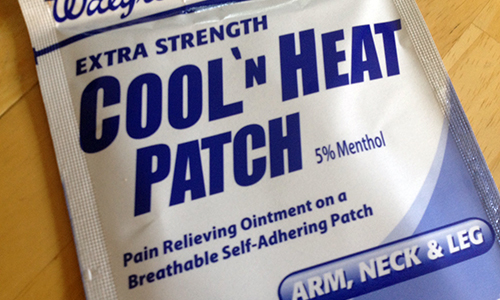 EXTRA STRENGTH
COOL `N HEAT
PATCH 5% Menthol
Pain Relieving Ointment on a
Breathable Self-Adhering Patch
ARM, NECK & LEG